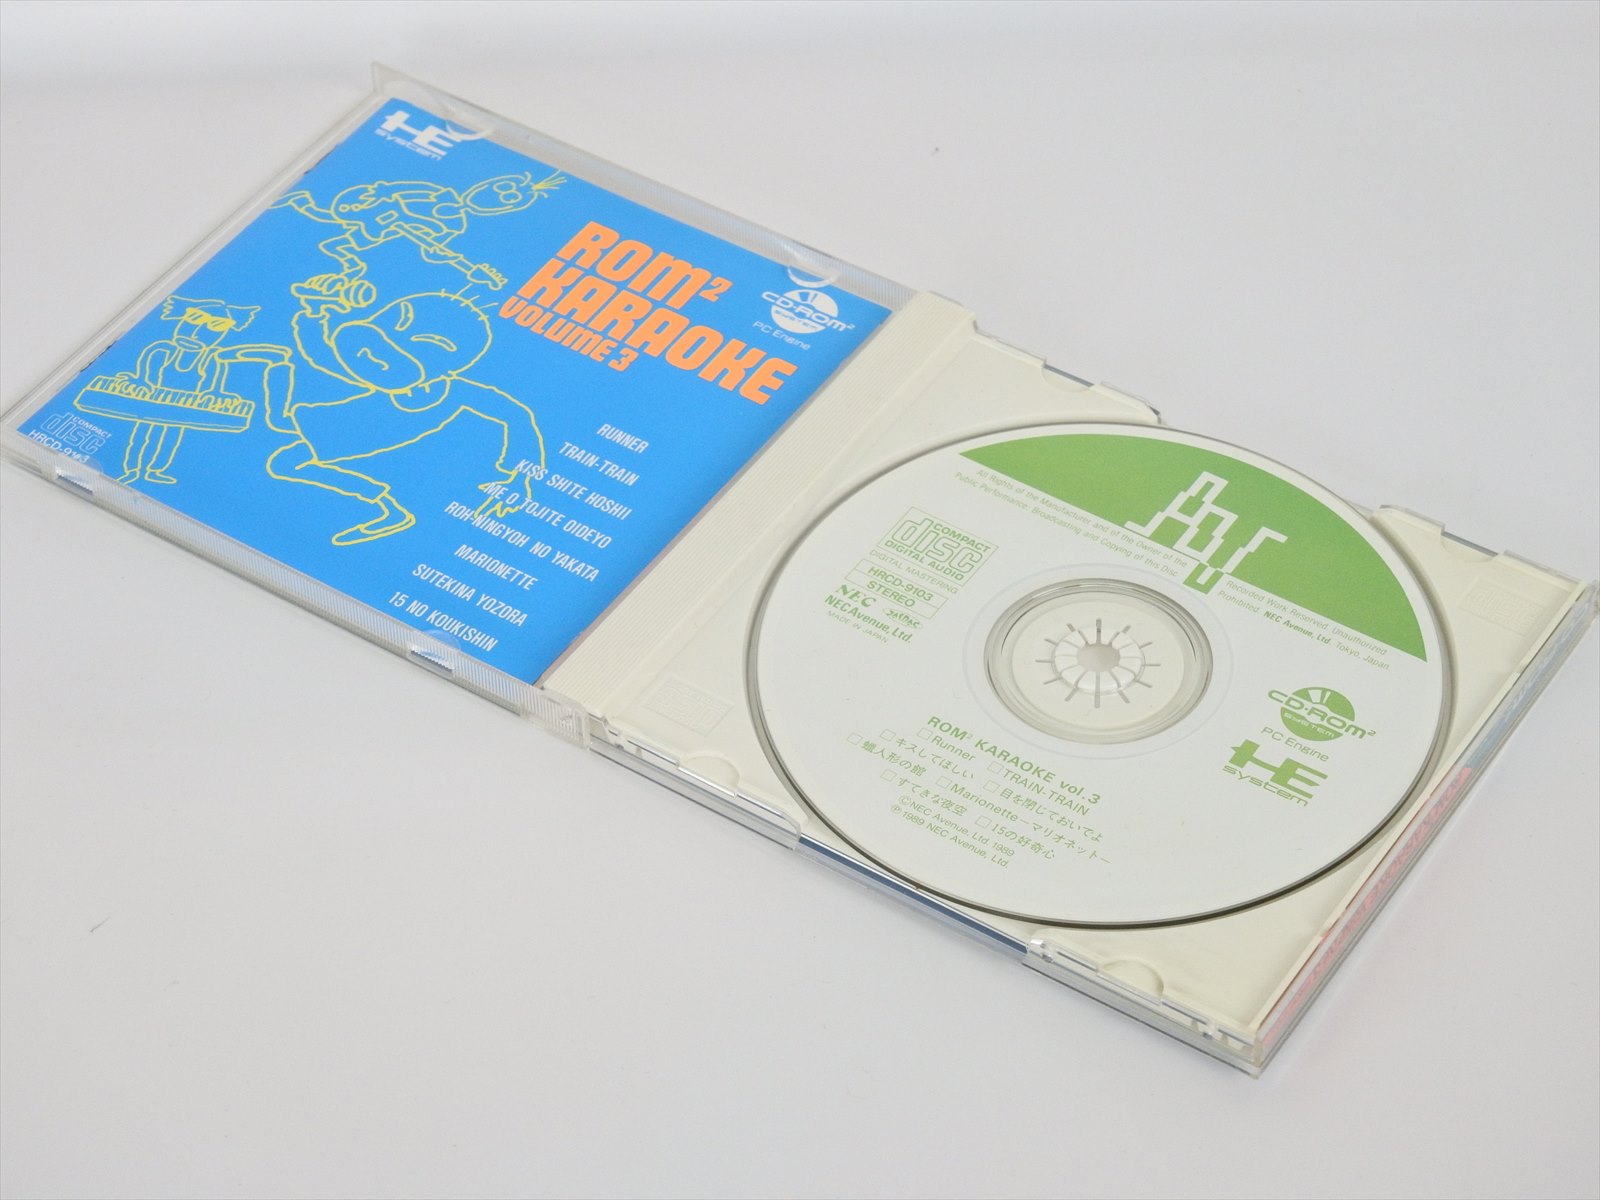 HE
system
ROM² KARAOKE
VOLUME 3
CD-ROM²
SYSTEM
PC Engine
RUNNER
TRAIN-TRAIN
KISS SHITE HOSHII
ME O TOJITE OIDEYO
ROH-NINGYOH NO YAKATA
MARIONETTE
SUTEKINA YOZORA
15 NO KOUKISHIN
COMPACT
disc
HRCD-9103
All Rights of the Manufacturer and of the Owner of the Recorded Work Reserved. Unauthorized
Public Performance, Broadcasting and Copying of this Disc Prohibited. NEC Avenue, Ltd. Tokyo, Japan.
COMPACT
disc
DIGITAL AUDIO
DIGITAL MASTERING
HRCD-9103
STEREO
NEC
NEC Avenue, Ltd.
MADE IN JAPAN
CD-ROM²
SYSTEM
PC Engine
HE
system
ROM² KARAOKE vol.3
□Runner □TRAIN-TRAIN
□キスしてほしい □目を閉じておいでよ
□蝋人形の館 □Marionette－マリオネット－
□すてきな夜空 □15の好奇心
ⒸNEC Avenue, Ltd. 1989
Ⓟ1989 NEC Avenue, Ltd.